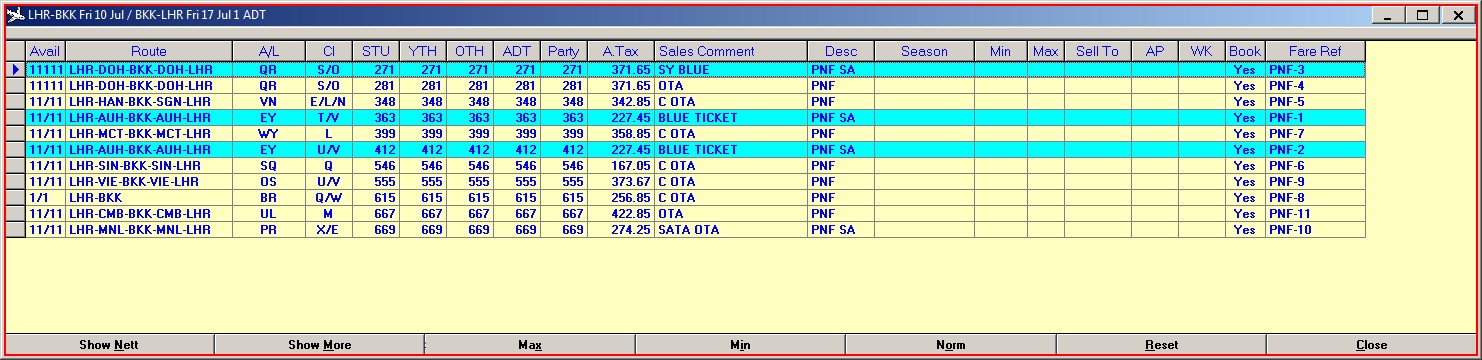 LHR-BKK Fri 10 Jul / BKK-LHR Fri 17 Jul 1 ADT
Avail Route A/L Cl STU YTH OTH ADT Party A.Tax Sales Comment Desc Season Min Max Sell To AP WK Book Fare Ref
11111 LHR-DOH-BKK-DOH-LHR QR S/O 271 271 271 271 271 371.65 SY BLUE PNF SA Yes PNF-3
11111 LHR-DOH-BKK-DOH-LHR QR S/O 281 281 281 281 281 371.65 OTA PNF Yes PNF-4
11/11 LHR-HAN-BKK-SGN-LHR VN E/L/N 348 348 348 348 348 342.85 C OTA PNF Yes PNF-5
11/11 LHR-AUH-BKK-AUH-LHR EY T/V 363 363 363 363 363 227.45 BLUE TICKET PNF SA Yes PNF-1
11/11 LHR-MCT-BKK-MCT-LHR WY L 399 399 399 399 399 358.85 C OTA PNF Yes PNF-7
11/11 LHR-AUH-BKK-AUH-LHR EY U/V 412 412 412 412 412 227.45 BLUE TICKET PNF SA Yes PNF-2
11/11 LHR-SIN-BKK-SIN-LHR SQ Q 546 546 546 546 546 167.05 C OTA PNF Yes PNF-6
11/11 LHR-VIE-BKK-VIE-LHR OS U/V 555 555 555 555 555 373.67 C OTA PNF Yes PNF-9
1/1 LHR-BKK BR Q/W 615 615 615 615 615 256.85 C OTA PNF Yes PNF-8
11/11 LHR-CMB-BKK-CMB-LHR UL M 667 667 667 667 667 422.85 OTA PNF Yes PNF-11
11/11 LHR-MNL-BKK-MNL-LHR PR X/E 669 669 669 669 669 274.25 SATA OTA PNF SA Yes PNF-10
Show Nett Show More Max Min Norm Reset Close